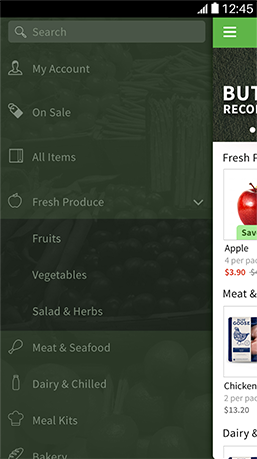 12:45
Search
My Account
On Sale
All Items
Fresh Produce
Fruits
Vegetables
Salad & Herbs
Meat & Seafood
Dairy & Chilled
Meal Kits
Bakery
BUT
RECO
Fresh P
Sav
Apple
4 per pac
$3.90
Meat &
GOOSE
Chicken
2 per pac
$13.20
Dairy &